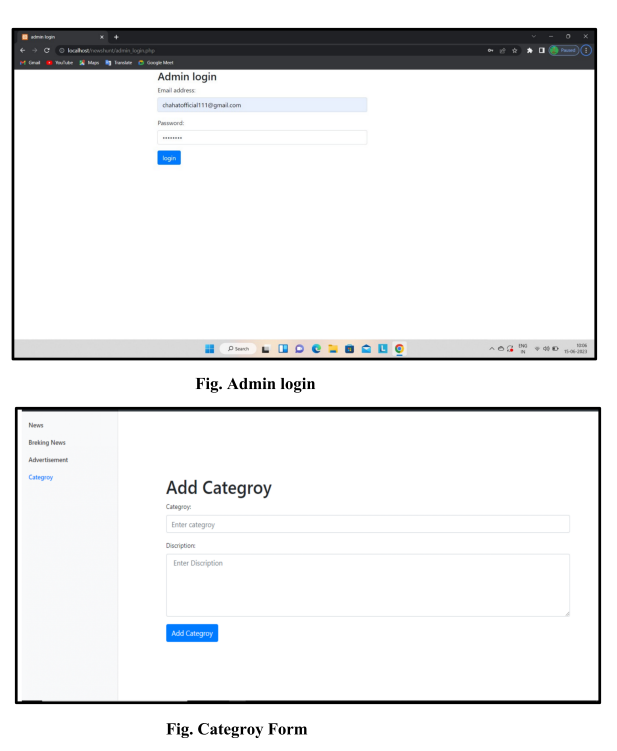 admin login
localhost/newshunt/admin_login.php
Paused
Gmail YouTube Maps Translate Google Meet
Admin login
Email address:
chahatofficial111@gmail.com
Password:
••••••••
login
Search
ENG
IN
10:06
15-06-2023
Fig. Admin login
News
Breking News
Advertisement
Categroy
Add Categroy
Categroy:
Enter categroy
Discription:
Enter Discription
Add Categroy
Fig. Categroy Form